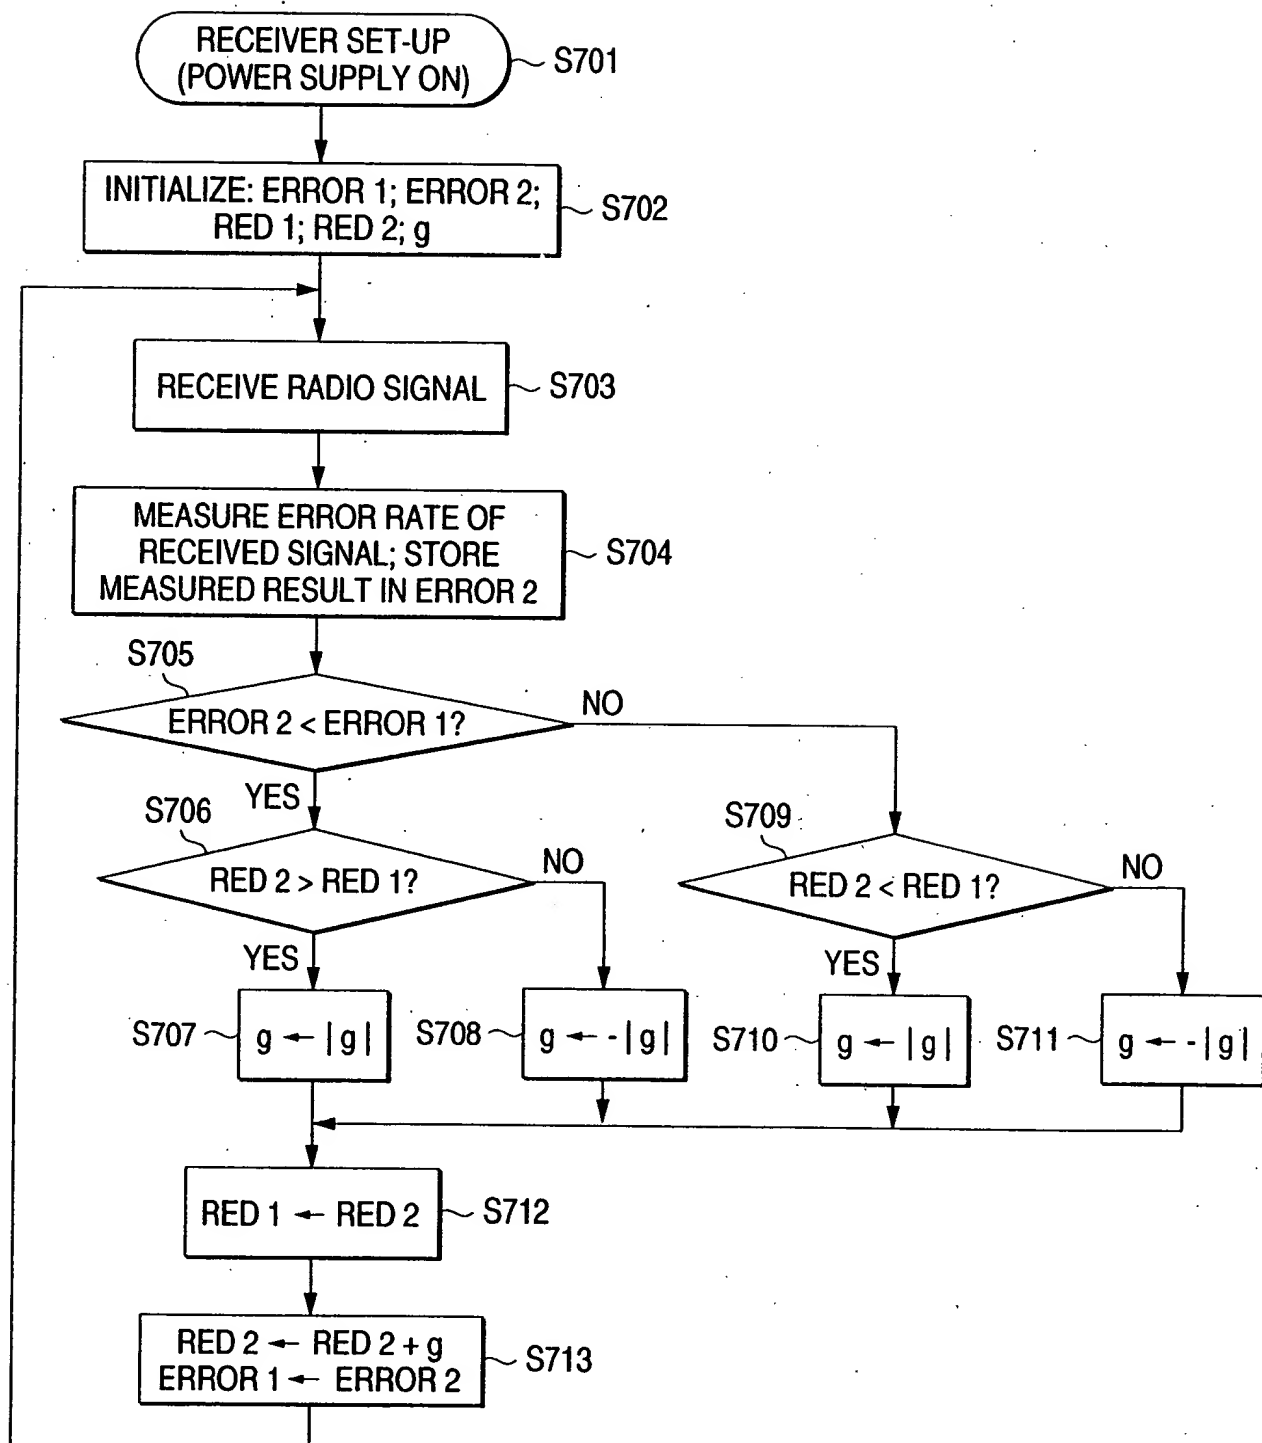 RECEIVER SET-UP
(POWER SUPPLY ON)
S701
INITIALIZE: ERROR 1; ERROR 2;
RED 1; RED 2; g
S702
RECEIVE RADIO SIGNAL
S703
MEASURE ERROR RATE OF
RECEIVED SIGNAL; STORE
MEASURED RESULT IN ERROR 2
S704
S705
ERROR 2 < ERROR 1?
NO
YES
S706
RED 2 > RED 1?
NO
YES
S709
RED 2 < RED 1?
NO
YES
S707
g ← |g|
S708
g ← -|g|
S710
g ← |g|
S711
g ← -|g|
RED 1 ← RED 2
S712
RED 2 ← RED 2 + g
ERROR 1 ← ERROR 2
S713